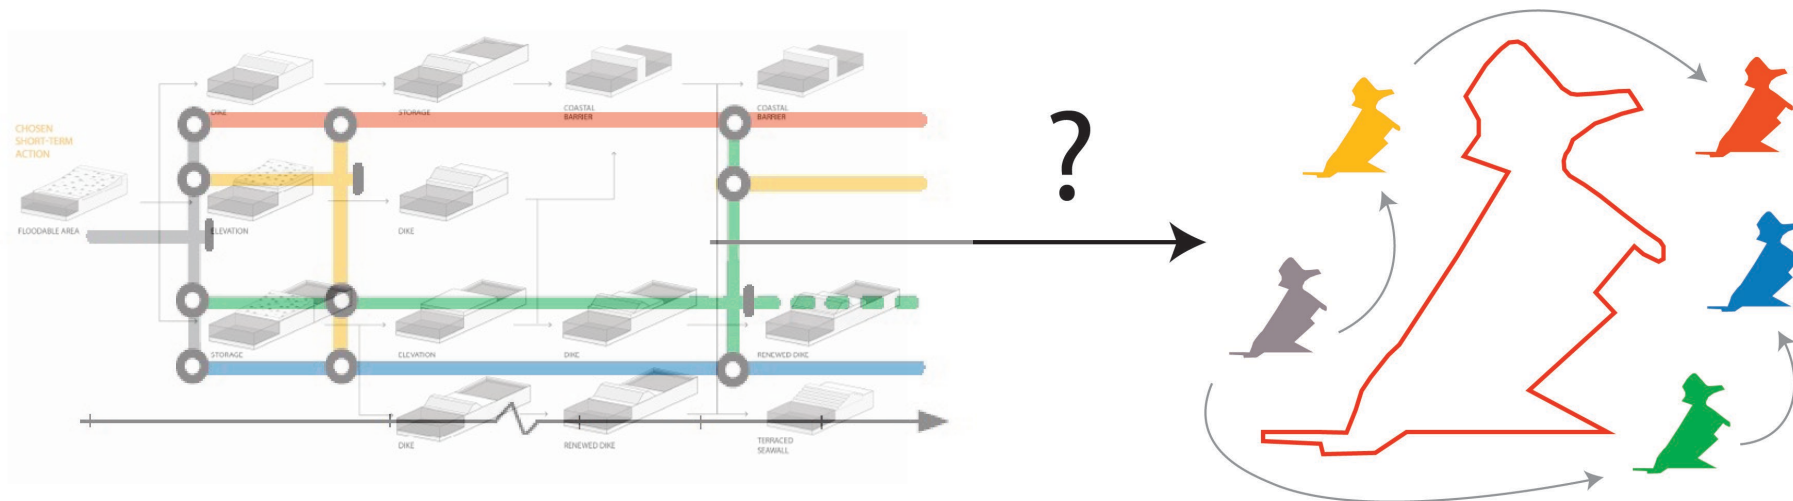 DIKE
STORAGE
COASTAL
BARRIER
COASTAL
BARRIER
CHOSEN
SHORT-TERM
ACTION
FLOODABLE AREA
ELEVATION
DIKE
?
STORAGE
ELEVATION
DIKE
RENEWED DIKE
DIKE
RENEWED DIKE
TERRACED
SEAWALL